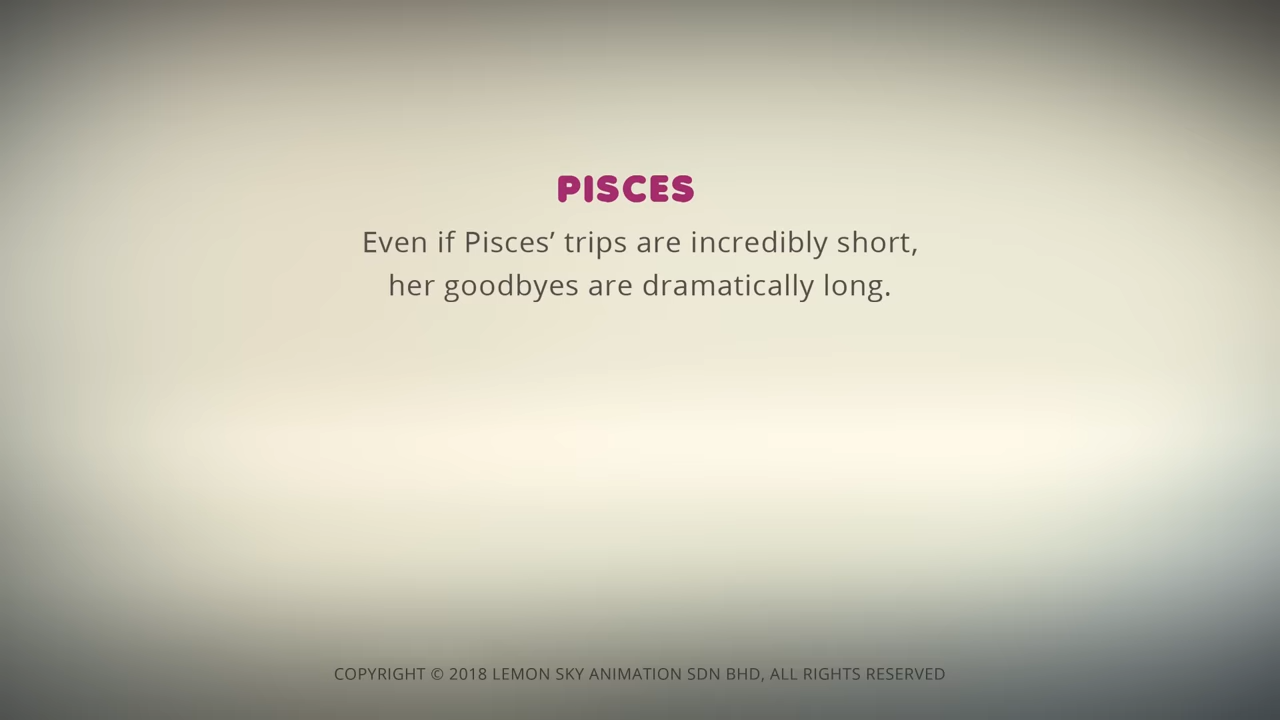 PISCES
Even if Pisces’ trips are incredibly short,
her goodbyes are dramatically long.
COPYRIGHT © 2018 LEMON SKY ANIMATION SDN BHD, ALL RIGHTS RESERVED